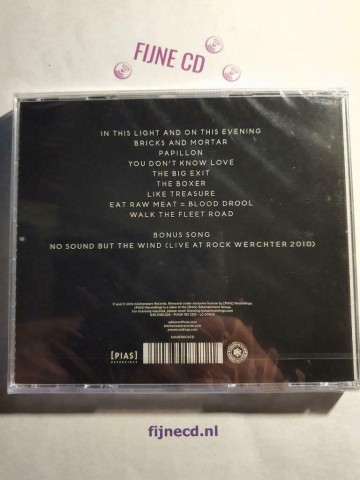 FIJNE CD
IN THIS LIGHT AND ON THIS EVENING
BRICKS AND MORTAR
PAPILLON
YOU DON'T KNOW LOVE
THE BIG EXIT
THE BOXER
LIKE TREASURE
EAT RAW MEAT = BLOOD DROOL
WALK THE FLEET ROAD
BONUS SONG
NO SOUND BUT THE WIND (LIVE AT ROCK WERCHTER 2010)
[PIAS]
RECORDINGS
fijnecd.nl